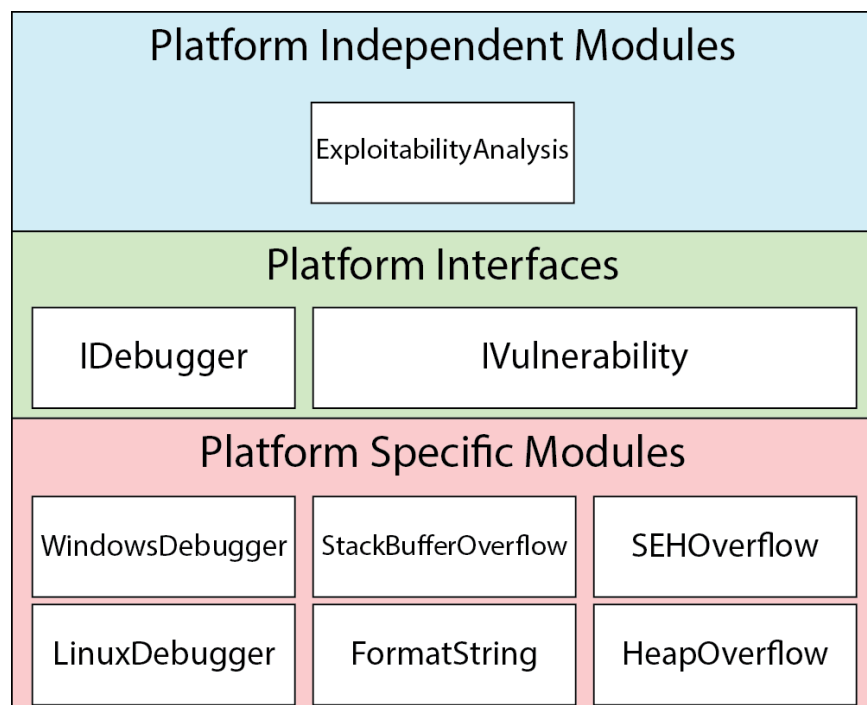 Platform Independent Modules
ExploitabilityAnalysis
Platform Interfaces
IDebugger
IVulnerability
Platform Specific Modules
WindowsDebugger
StackBufferOverflow
SEHOverflow
LinuxDebugger
FormatString
HeapOverflow